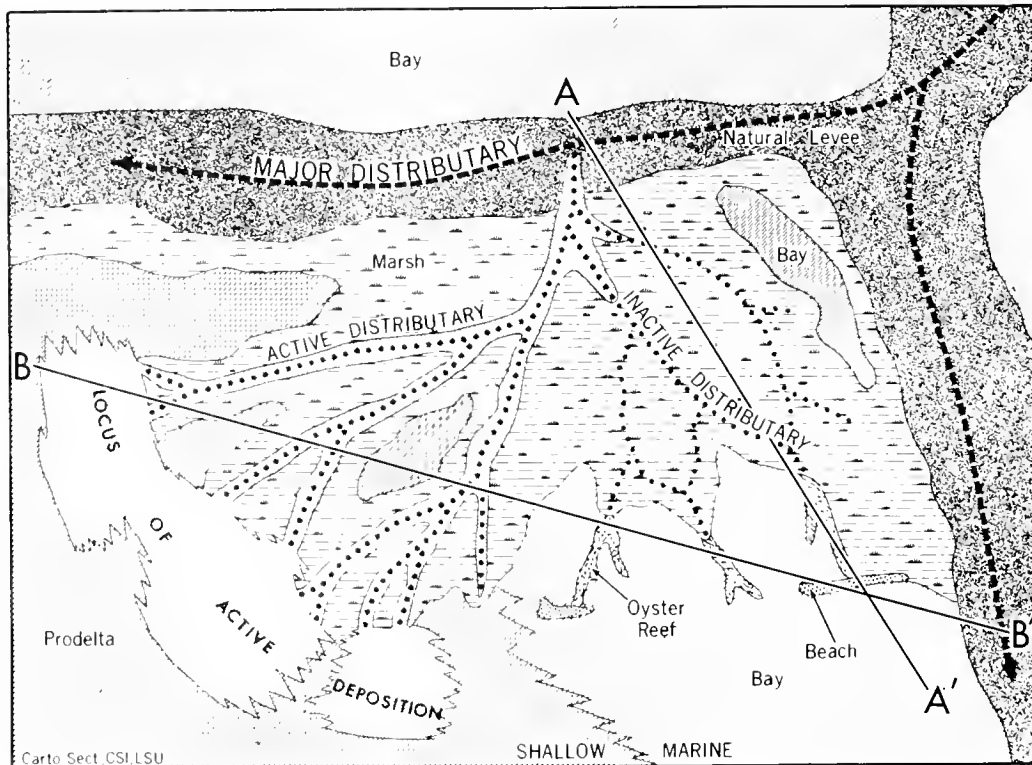 Bay
A
MAJOR DISTRIBUTARY
Natural Levee
Marsh
Bay
ACTIVE DISTRIBUTARY
INACTIVE DISTRIBUTARY
B
LOCUS OF ACTIVE DEPOSITION
Oyster
Reef
Beach
B'
Prodelta
Bay
A'
SHALLOW MARINE
Carto Sect CSI, LSU